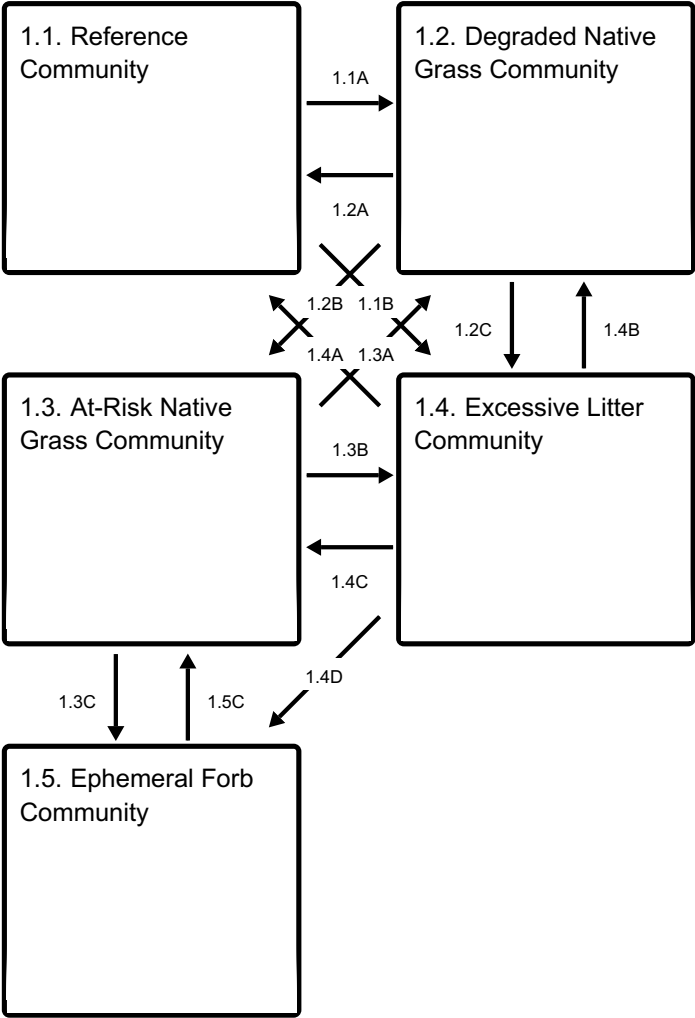 1.1. Reference
Community
1.2. Degraded Native
Grass Community
1.1A
1.2A
1.2B
1.1B
1.4A
1.3A
1.2C
1.4B
1.3. At-Risk Native
Grass Community
1.4. Excessive Litter
Community
1.3B
1.4C
1.4D
1.3C
1.5C
1.5. Ephemeral Forb
Community